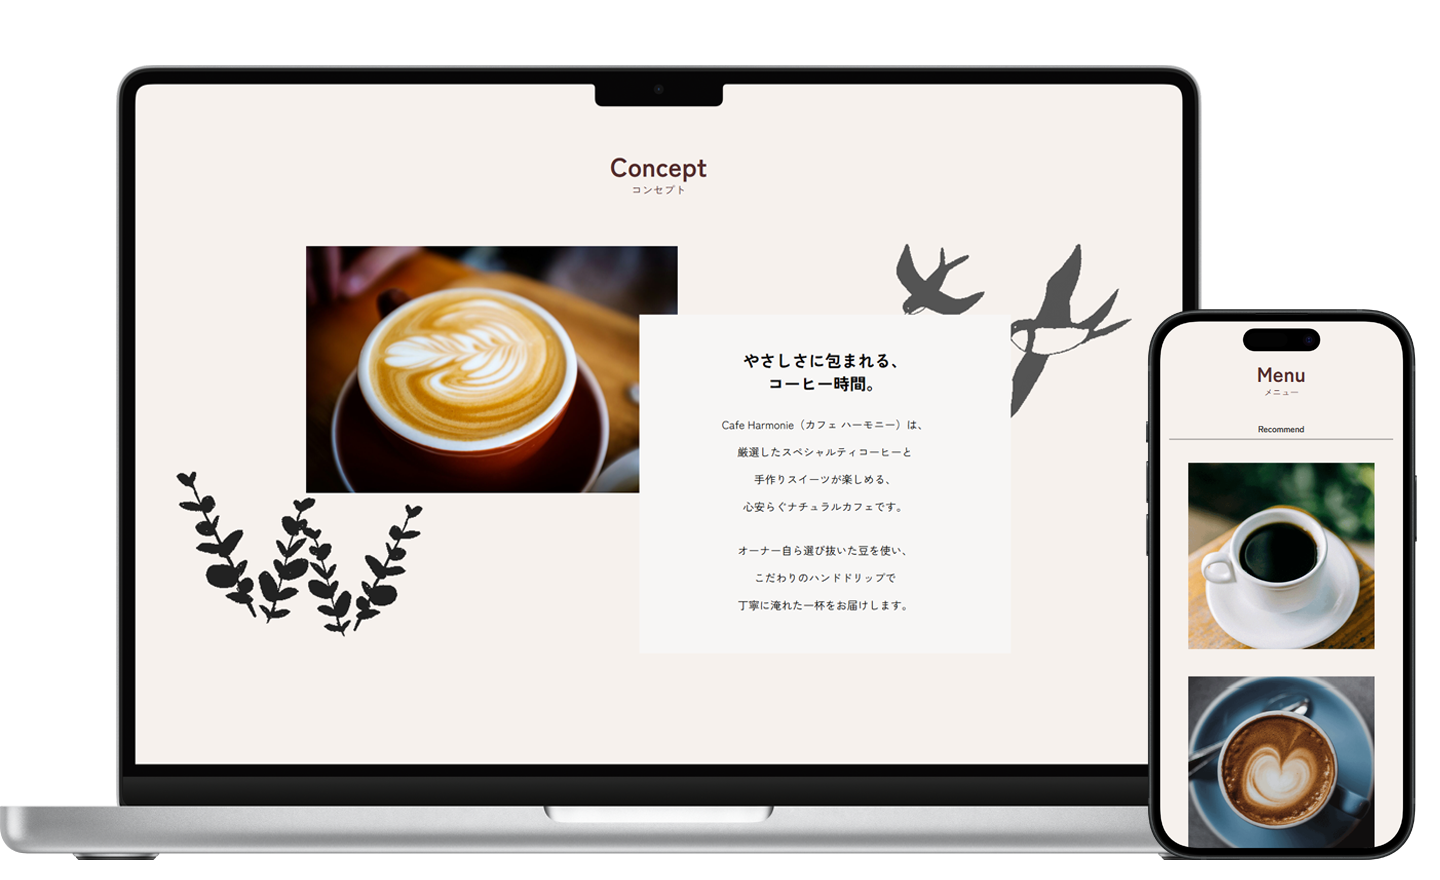 Concept
コンセプト
やさしさに包まれる、
コーヒー時間。
Cafe Harmonie（カフェ ハーモニー）は、
厳選したスペシャルティコーヒーと
手作りスイーツが楽しめる、
心安らぐナチュラルカフェです。
オーナー自ら選び抜いた豆を使い、
こだわりのハンドドリップで
丁寧に淹れた一杯をお届けします。
Menu
メニュー
Recommend